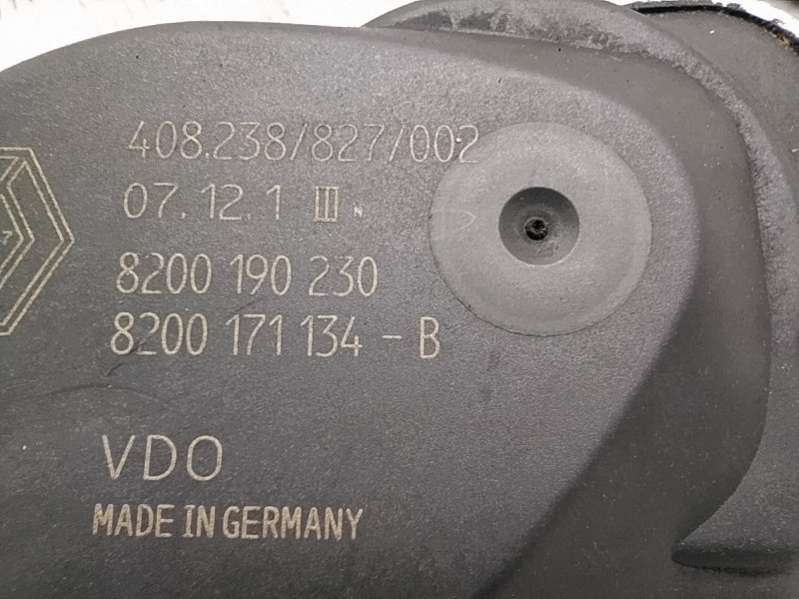 408.238/827/002
07.12.1 III N
8200 190 230
8200 171 134 - B
VDO
MADE IN GERMANY